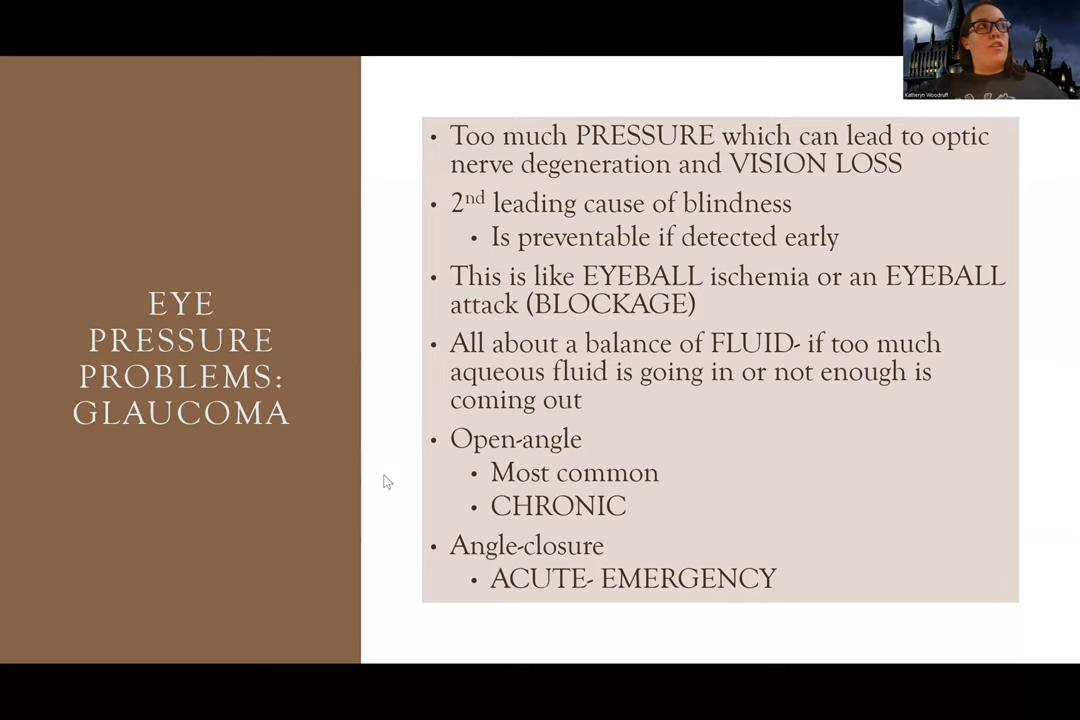 Katheryn Woodruff
EYE
PRESSURE
PROBLEMS:
GLAUCOMA
• Too much PRESSURE which can lead to optic
nerve degeneration and VISION LOSS
• 2nd leading cause of blindness
• Is preventable if detected early
• This is like EYEBALL ischemia or an EYEBALL
attack (BLOCKAGE)
• All about a balance of FLUID- if too much
aqueous fluid is going in or not enough is
coming out
• Open-angle
• Most common
• CHRONIC
• Angle-closure
• ACUTE- EMERGENCY